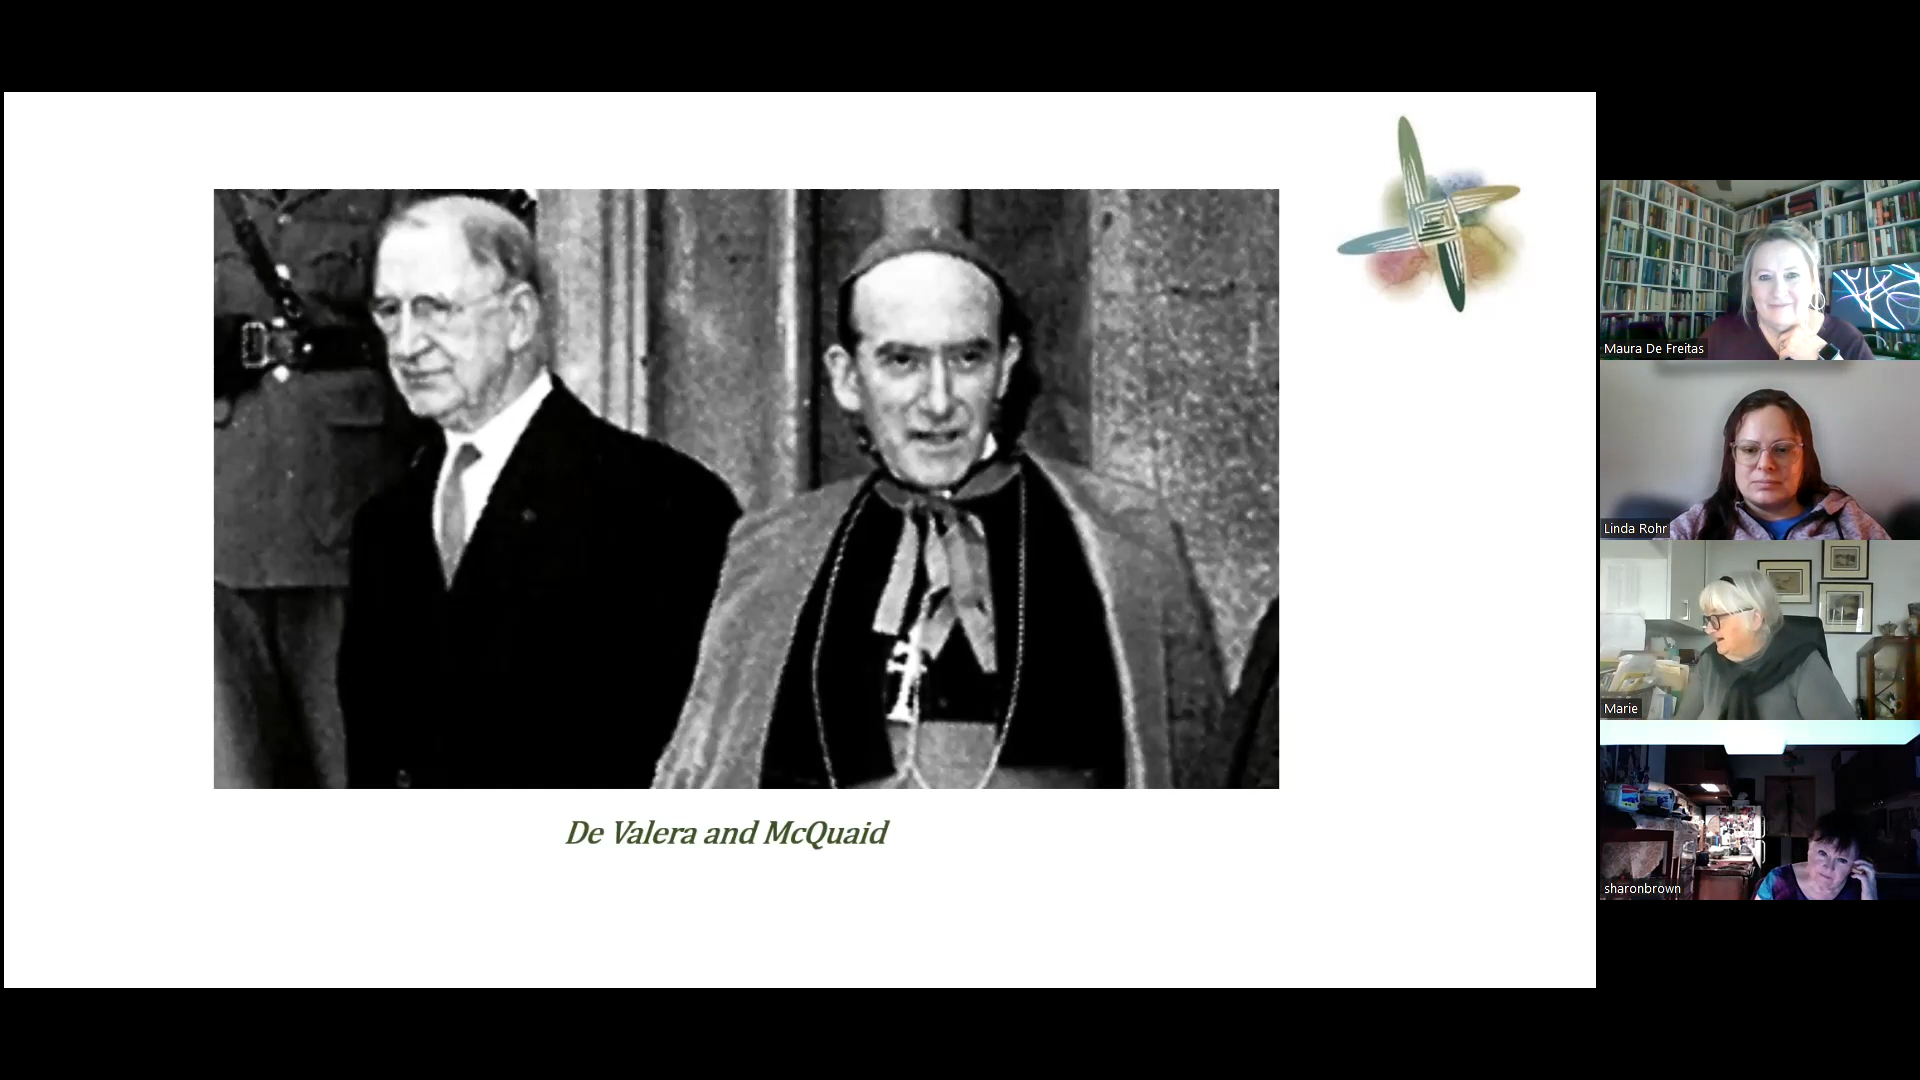 De Valera and McQuaid
Maura De Freitas
Linda Rohr
Marie
sharonbrown